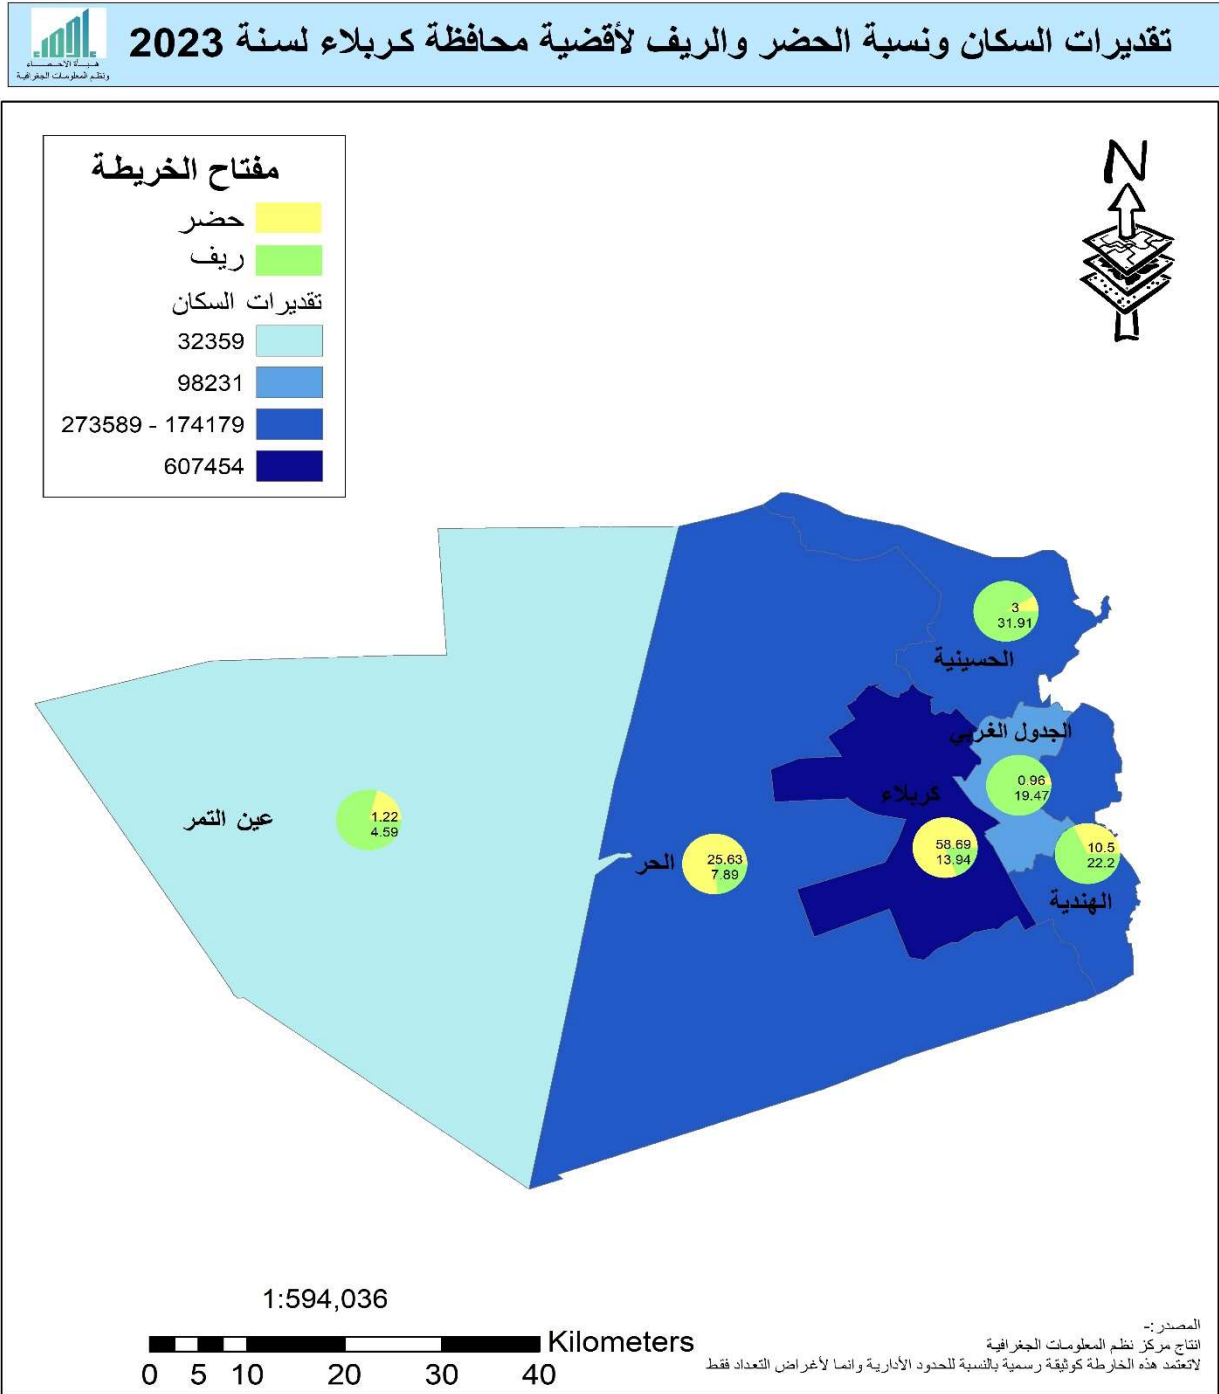 تقديرات السكان ونسبة الحضر والريف لأقضية محافظة كربلاء لسنة 2023
هيـــأة الاحصـــاء
ونظم المعلومات الجغرافية
مفتاح الخريطة
حضر
ريف
تقديرات السكان
32359
98231
273589 - 174179
607454
N
3
31.91
الحسينية
الجدول الغربي
0.96
19.47
كربلاء
58.69
13.94
10.5
22.2
الهندية
الحر
25.63
7.89
عين التمر
1.22
4.59
1:594,036
Kilometers
0 5 10 20 30 40
المصدر:-
انتاج مركز نظم المعلومات الجغرافية
لاتعتمد هذه الخارطة كوثيقة رسمية بالنسبة للحدود الأدارية وانما لأغراض التعداد فقط